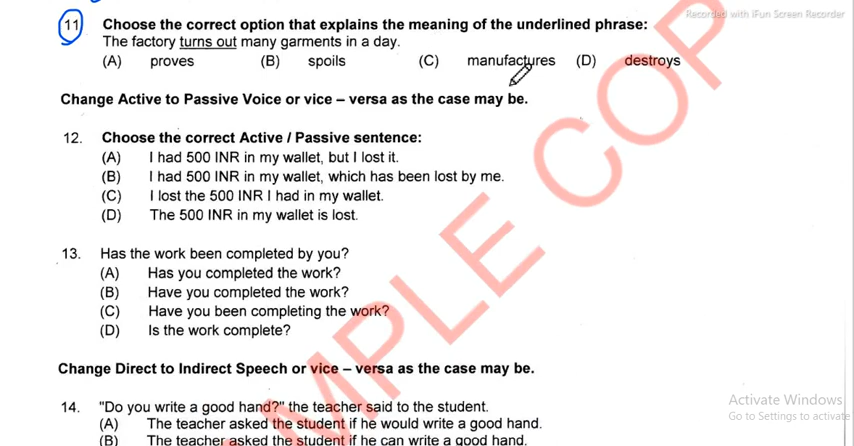 Recorded with iFun Screen Recorder
11 Choose the correct option that explains the meaning of the underlined phrase:
The factory turns out many garments in a day.
(A) proves (B) spoils (C) manufactures (D) destroys
Change Active to Passive Voice or vice – versa as the case may be.
12. Choose the correct Active / Passive sentence:
(A) I had 500 INR in my wallet, but I lost it.
(B) I had 500 INR in my wallet, which has been lost by me.
(C) I lost the 500 INR I had in my wallet.
(D) The 500 INR in my wallet is lost.
13. Has the work been completed by you?
(A) Has you completed the work?
(B) Have you completed the work?
(C) Have you been completing the work?
(D) Is the work complete?
Change Direct to Indirect Speech or vice – versa as the case may be.
14. "Do you write a good hand?" the teacher said to the student.
(A) The teacher asked the student if he would write a good hand.
(B) The teacher asked the student if he can write a good hand.
MPLE COP
Activate Windows
Go to Settings to activate